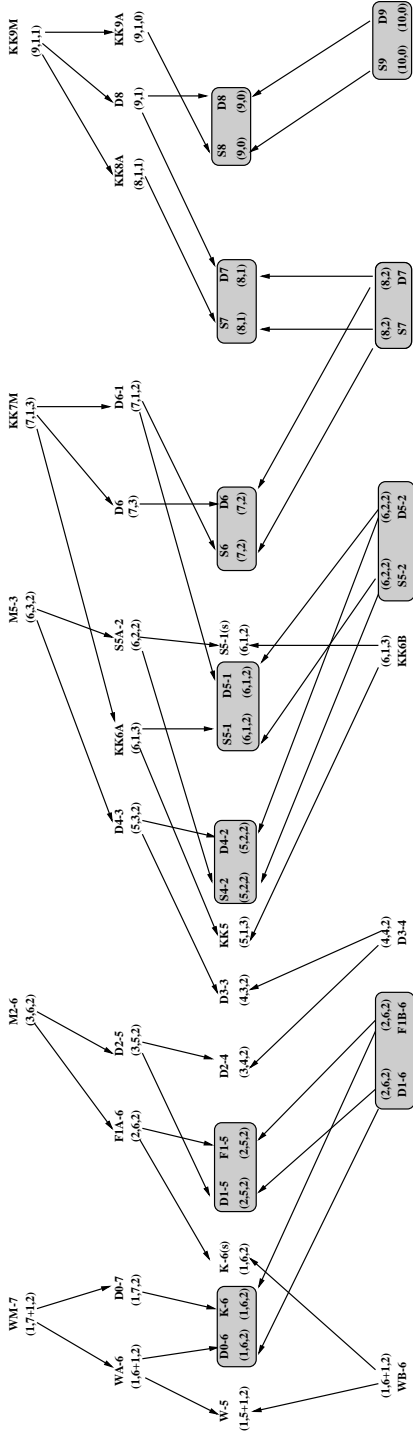 WM-7 M2-6 M5-3 KK7M KK9M
(1,7+1,2) (3,6,2) (6,3,2) (7,1,3) (9,1,1)
WA-6 D0-7 F1A-6 D2-5 D4-3 KK6A S5A-2 D6 D6-1 KK8A D8 KK9A
(1,6+1,2) (1,7,2) (2,6,2) (3,5,2) (5,3,2) (6,1,3) (6,2,2) (7,3) (7,1,2) (8,1,1) (9,1) (9,1,0)
W-5 D0-6 K-6 K-6(s) D1-5 F1-5 D2-4 D3-3 KK5 S4-2 D4-2 S5-1 D5-1 S5-1(s) S6 D6 S7 D7 S8 D8
(1,5+1,2) (1,6,2) (1,6,2) (1,6,2) (2,5,2) (2,5,2) (3,4,2) (4,3,2) (5,1,3) (5,2,2) (5,2,2) (6,1,2) (6,1,2) (6,1,2) (7,2) (7,2) (8,1) (8,1) (9,0) (9,0)
(1,6+1,2) (2,6,2) (2,6,2) (4,4,2) (6,1,3) (6,2,2) (6,2,2) (8,2) (8,2) S9 D9
WB-6 D1-6 F1B-6 D3-4 KK6B S5-2 D5-2 S7 D7 (10,0) (10,0)